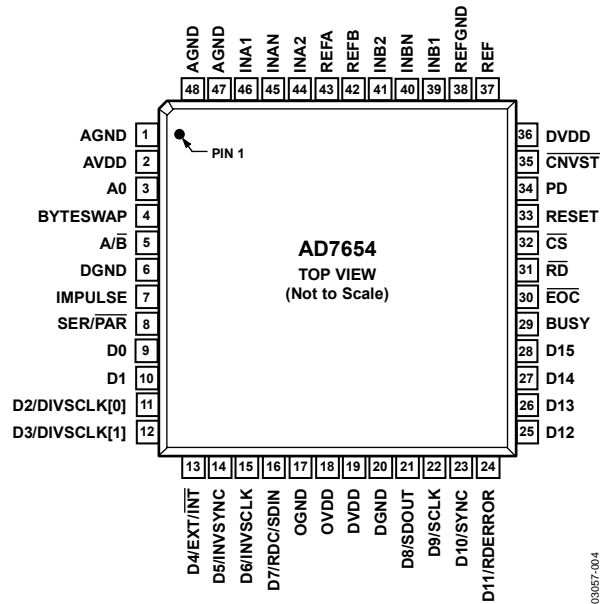 AGND
AGND
INA1
INAN
INA2
REFA
REFB
INB2
INBN
INB1
REFGND
REF
48 47 46 45 44 43 42 41 40 39 38 37
AGND 1
AVDD 2
A0 3
BYTESWAP 4
A/B̅ 5
DGND 6
IMPULSE 7
SER/P̅A̅R̅ 8
D0 9
D1 10
D2/DIVSCLK[0] 11
D3/DIVSCLK[1] 12
PIN 1
AD7654
TOP VIEW
(Not to Scale)
36 DVDD
35 C̅N̅V̅S̅T̅
34 PD
33 RESET
32 C̅S̅
31 R̅D̅
30 E̅O̅C̅
29 BUSY
28 D15
27 D14
26 D13
25 D12
13 14 15 16 17 18 19 20 21 22 23 24
D4/EXT/I̅N̅T̅
D5/INVSYNC
D6/INVSCLK
D7/RDC/SDIN
OGND
OVDD
DVDD
DGND
D8/SDOUT
D9/SCLK
D10/SYNC
D11/RDERROR
03057-004